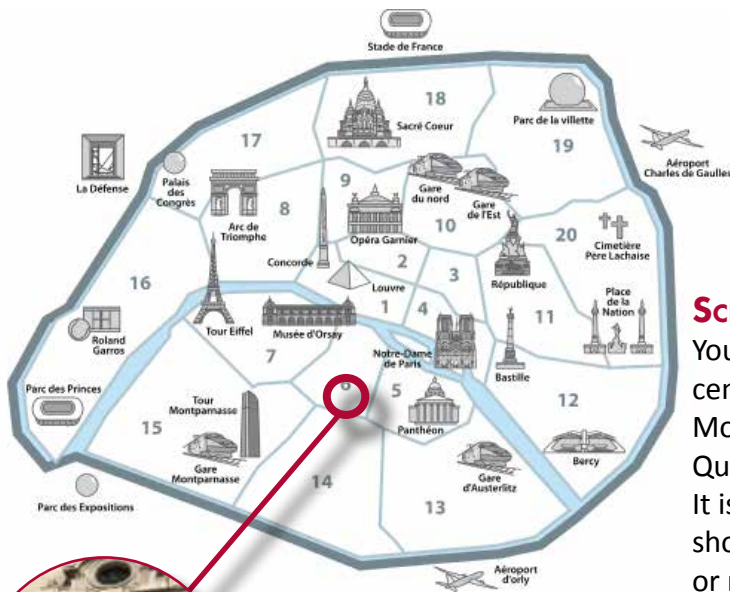 Stade de France
18
Sacré Coeur
Parc de la villette
19
Aéroport
Charles de Gaulles
17
La Défense
Palais
des
Congrès
Arc de
Triomphe
8
9
Opéra Garnier
Gare
du nord
Gare
de l'Est
10
20
Cimetière
Père Lachaise
Concorde
2
3
Louvre
République
Place
de la
Nation
16
Tour Eiffel
Musée d'Orsay
1
4
11
Roland
Garros
7
Notre-Dame
de Paris
Bastille
Parc des Princes
Tour
Montparnasse
6
5
Panthéon
12
15
Gare
Montparnasse
Bercy
14
Gare
d'Austerlitz
13
Parc des Expositions
Aéroport
d'orly
Sc
You
cen
Mo
Qu
It is
sho
or